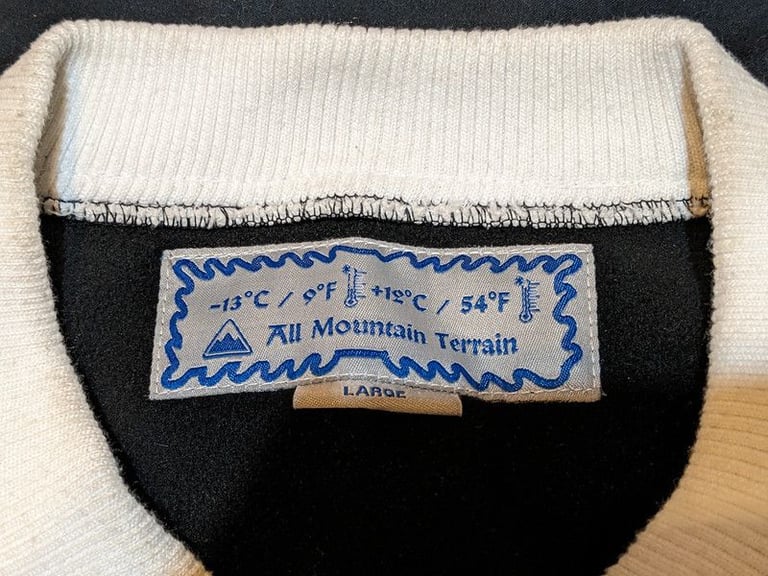 -13°C / 9°F +12°C / 54°F
All Mountain Terrain
LARGE